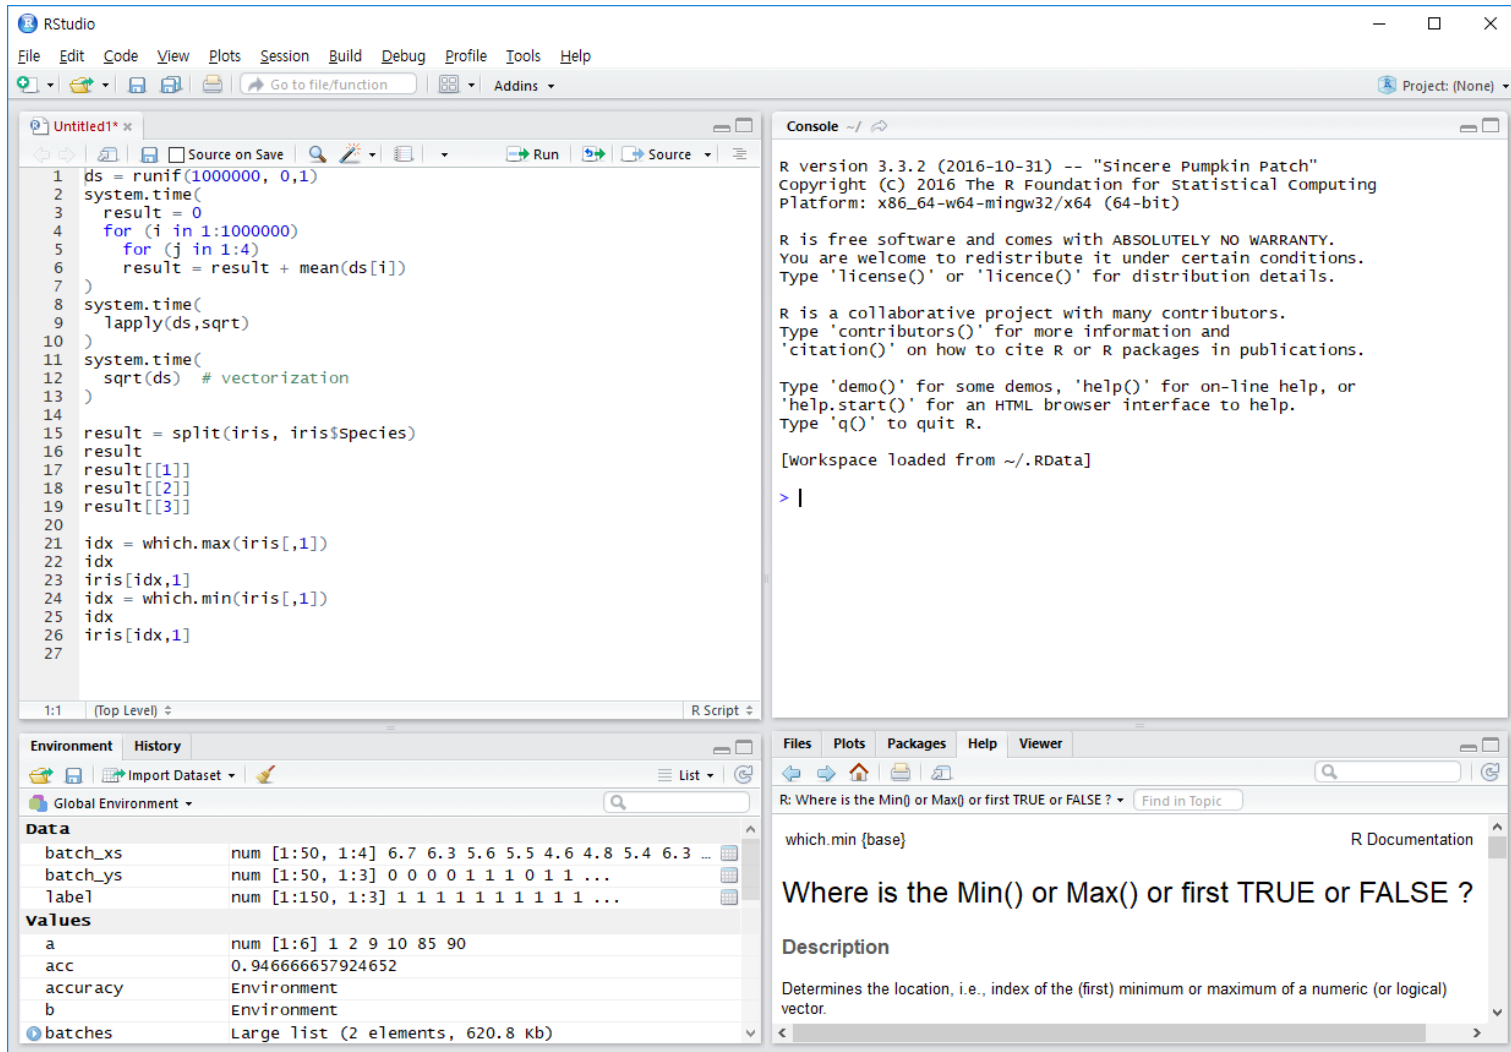 RStudio
File Edit Code View Plots Session Build Debug Profile Tools Help
Go to file/function Addins Project: (None)
Untitled1*
Source on Save Run Source
1 ds = runif(1000000, 0,1)
2 system.time(
3 result = 0
4 for (i in 1:1000000)
5 for (j in 1:4)
6 result = result + mean(ds[i])
7 )
8 system.time(
9 lapply(ds,sqrt)
10 )
11 system.time(
12 sqrt(ds) # vectorization
13 )
14
15 result = split(iris, iris$Species)
16 result
17 result[[1]]
18 result[[2]]
19 result[[3]]
20
21 idx = which.max(iris[,1])
22 idx
23 iris[idx,1]
24 idx = which.min(iris[,1])
25 idx
26 iris[idx,1]
27
1:1 (Top Level) R Script
Console ~/
R version 3.3.2 (2016-10-31) -- "Sincere Pumpkin Patch"
Copyright (C) 2016 The R Foundation for Statistical Computing
Platform: x86_64-w64-mingw32/x64 (64-bit)
R is free software and comes with ABSOLUTELY NO WARRANTY.
You are welcome to redistribute it under certain conditions.
Type 'license()' or 'licence()' for distribution details.
R is a collaborative project with many contributors.
Type 'contributors()' for more information and
'citation()' on how to cite R or R packages in publications.
Type 'demo()' for some demos, 'help()' for on-line help, or
'help.start()' for an HTML browser interface to help.
Type 'q()' to quit R.
[Workspace loaded from ~/.RData]
>
Environment History
Import Dataset List
Global Environment
Data
batch_xs num [1:50, 1:4] 6.7 6.3 5.6 5.5 4.6 4.8 5.4 6.3 …
batch_ys num [1:50, 1:3] 0 0 0 0 1 1 1 0 1 1 ...
label num [1:150, 1:3] 1 1 1 1 1 1 1 1 1 1 ...
Values
a num [1:6] 1 2 9 10 85 90
acc 0.946666657924652
accuracy Environment
b Environment
batches Large list (2 elements, 620.8 Kb)
Files Plots Packages Help Viewer
R: Where is the Min() or Max() or first TRUE or FALSE ? Find in Topic
which.min {base} R Documentation
Where is the Min() or Max() or first TRUE or FALSE ?
Description
Determines the location, i.e., index of the (first) minimum or maximum of a numeric (or logical)
vector.